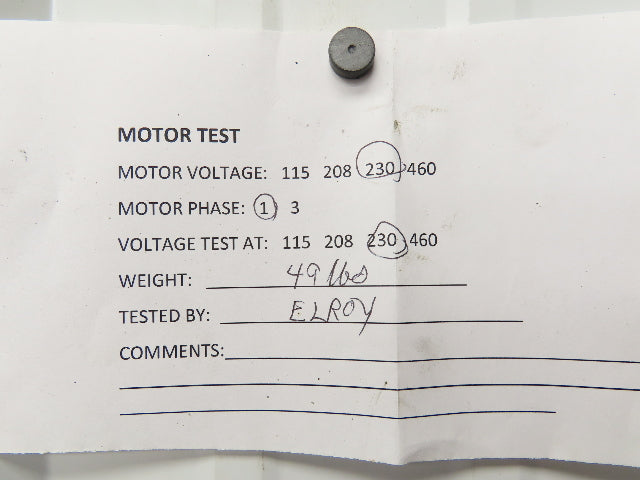 MOTOR TEST
MOTOR VOLTAGE: 115 208 230 460
MOTOR PHASE: 1 3
VOLTAGE TEST AT: 115 208 230 460
WEIGHT: 49 lbs
TESTED BY: ELROY
COMMENTS: